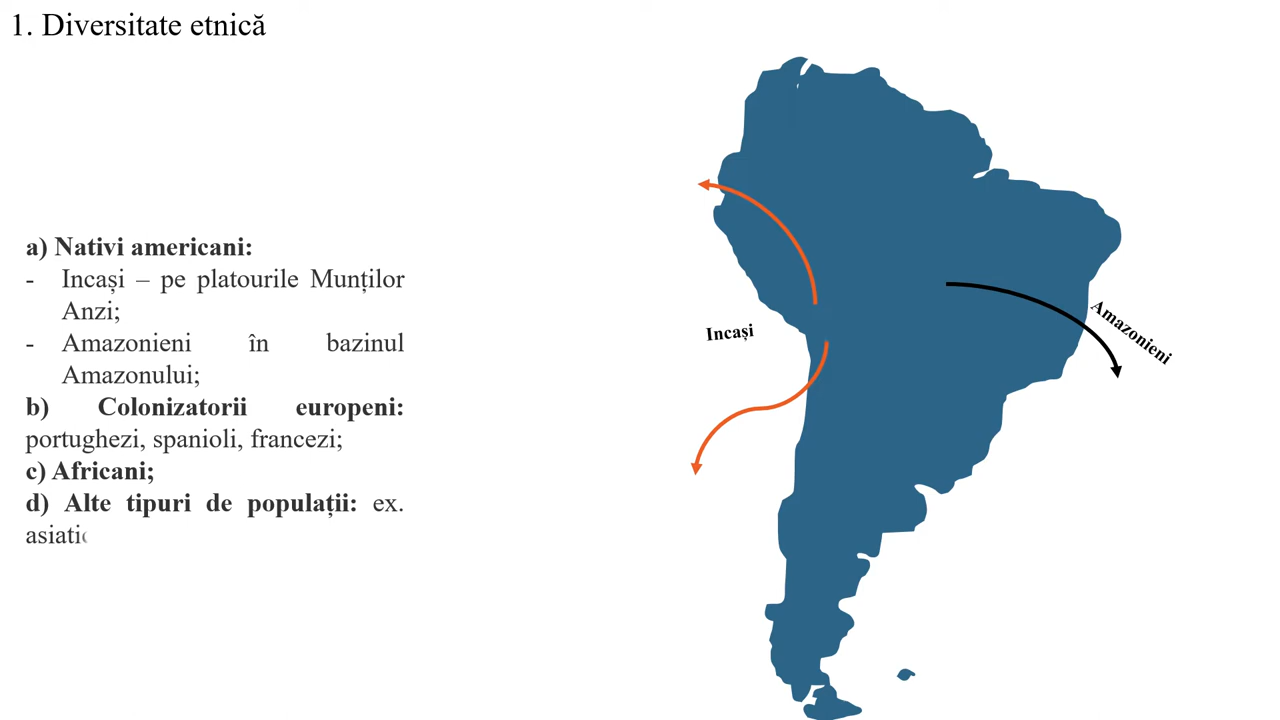 1. Diversitate etnică
a) Nativi americani:
- Incași – pe platourile Munților
Anzi;
- Amazonieni în bazinul
Amazonului;
b) Colonizatorii europeni:
portughezi, spanioli, francezi;
c) Africani;
d) Alte tipuri de populații: ex.
Incași
Amazonieni